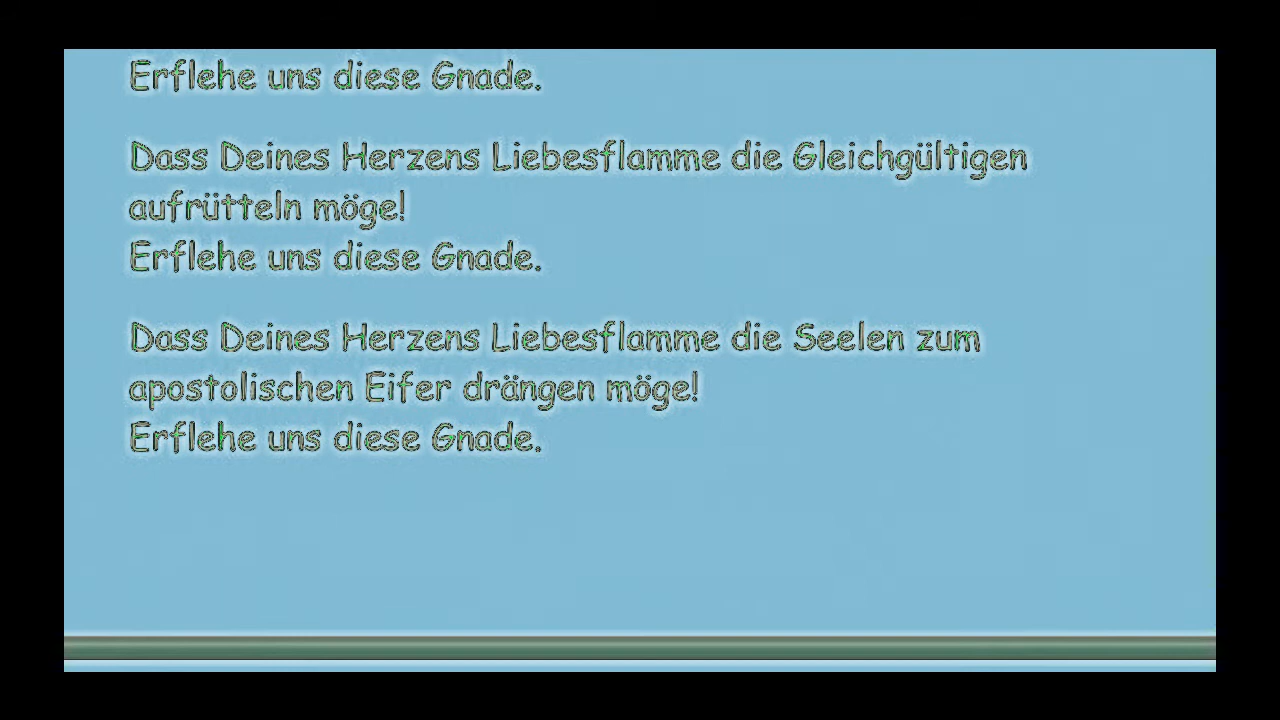 Erflehe uns diese Gnade.
Dass Deines Herzens Liebesflamme die Gleichgültigen
aufrütteln möge!
Erflehe uns diese Gnade.
Dass Deines Herzens Liebesflamme die Seelen zum
apostolischen Eifer drängen möge!
Erflehe uns diese Gnade.